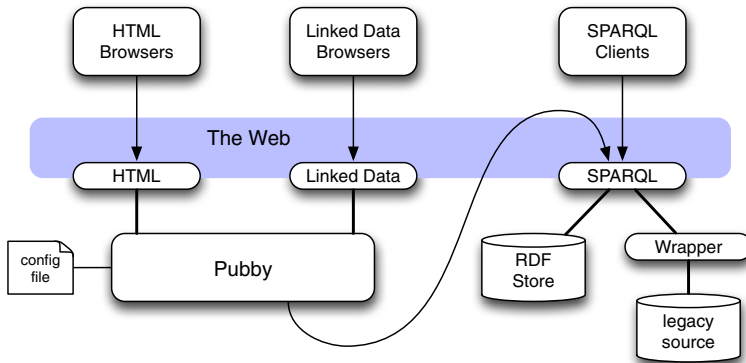 HTML
Browsers
Linked Data
Browsers
SPARQL
Clients
The Web
HTML
Linked Data
SPARQL
config
file
Pubby
RDF
Store
Wrapper
legacy
source